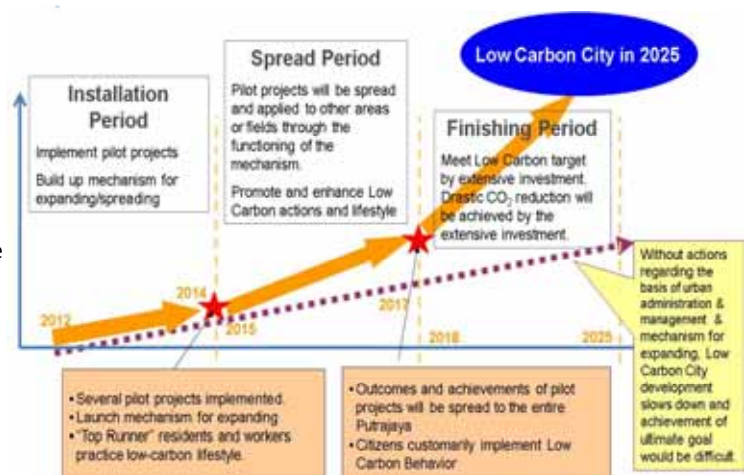 Low Carbon City in 2025
Spread Period
Pilot projects will be spread
and applied to other areas
or fields through the
functioning of the
mechanism.
Promote and enhance Low
Carbon actions and lifestyle
Installation
Period
Implement pilot projects
Build up mechanism for
expanding/spreading
Finishing Period
Meet Low Carbon target
by extensive investment.
Drastic CO2 reduction will
be achieved by the
extensive investment.
2012
2014
2015
2017
2018
2025
Without actions
regarding the
basis of urban
administration &
management &
mechanism for
expanding, Low
Carbon City
development
slows down and
achievement of
ultimate goal
would be difficult.
• Several pilot projects implemented.
• Launch mechanism for expanding
• "Top Runner" residents and workers
practice low-carbon lifestyle.
• Outcomes and achievements of pilot
projects will be spread to the entire
Putrajaya
• Citizens customarily implement Low
Carbon Behavior